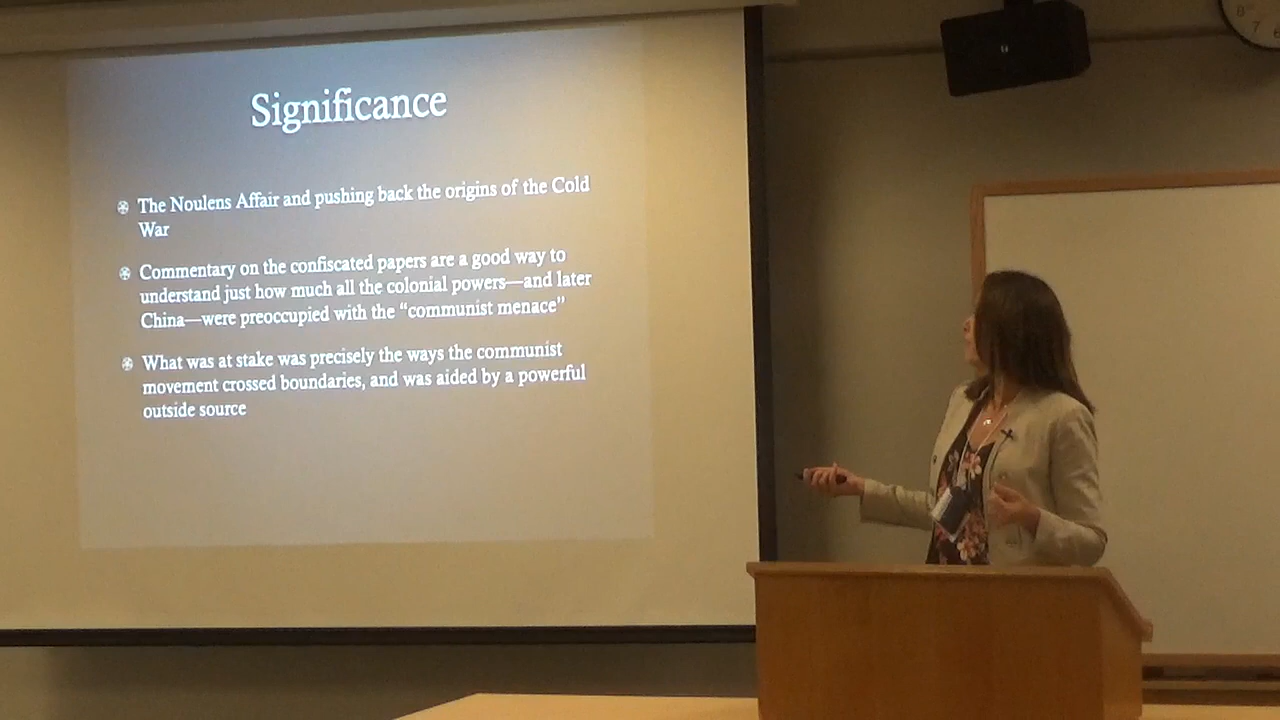 Significance
The Noulens Affair and pushing back the origins of the Cold
War
Commentary on the confiscated papers are a good way to
understand just how much all the colonial powers—and later
China—were preoccupied with the “communist menace”
What was at stake was precisely the ways the communist
movement crossed boundaries, and was aided by a powerful
outside source
8
7
6